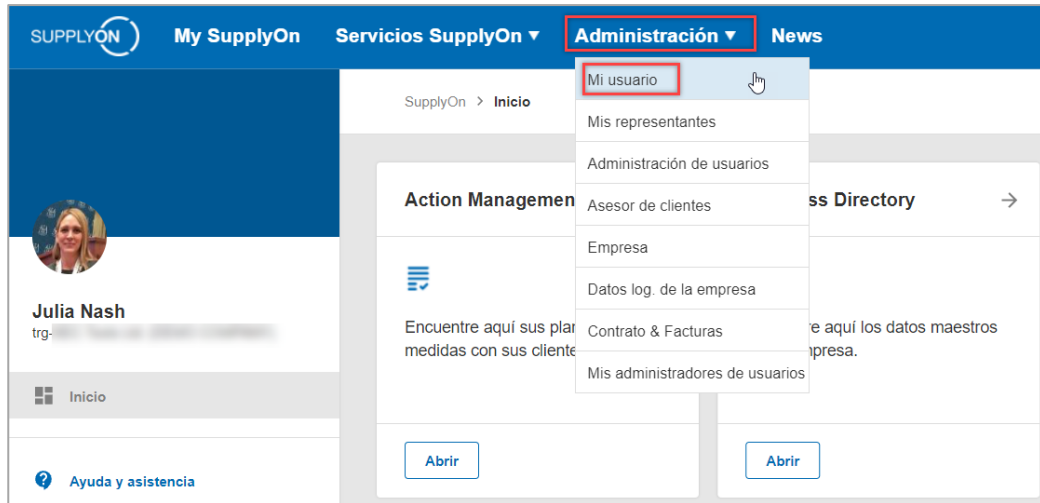 SUPPLYON
My SupplyOn
Servicios SupplyOn
Administración
News
Mi usuario
Mis representantes
Administración de usuarios
Asesor de clientes
Empresa
Datos log. de la empresa
Contrato & Facturas
Mis administradores de usuarios
SupplyOn > Inicio
Julia Nash
trg-
Inicio
Ayuda y asistencia
Action Managemen
Encuentre aquí sus plan
medidas con sus cliente
Abrir
ss Directory
re aquí los datos maestros
mpresa.
Abrir